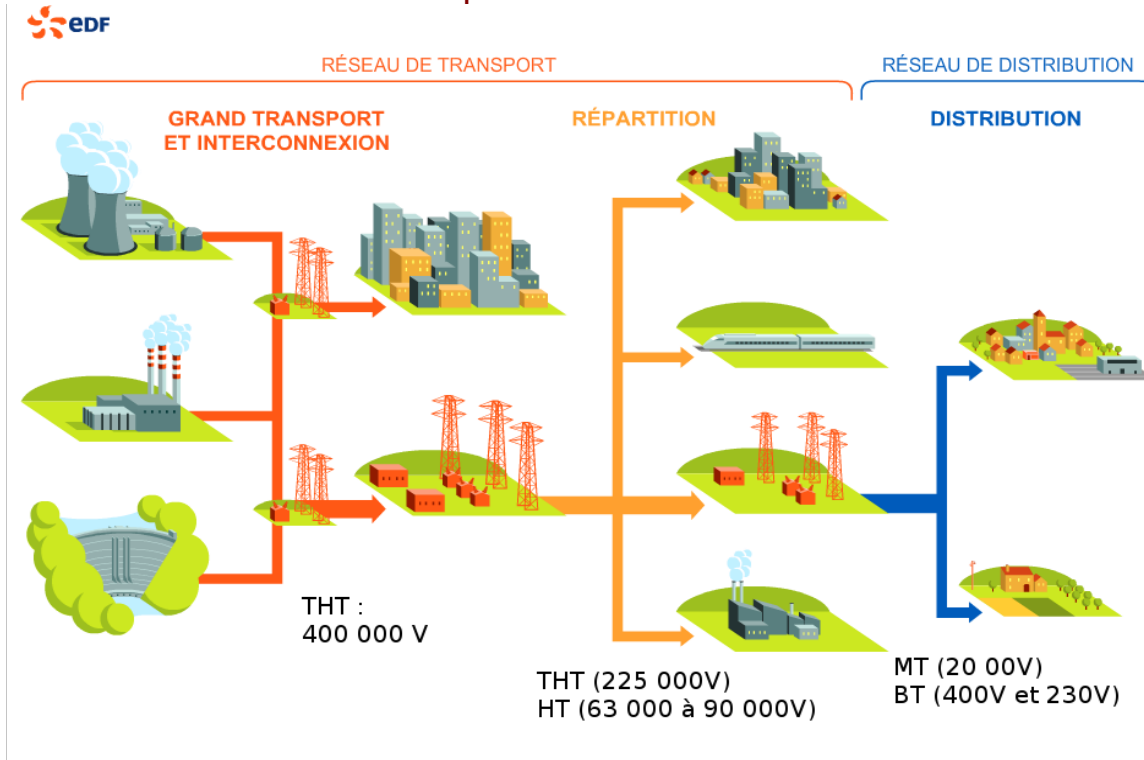 edf
RÉSEAU DE TRANSPORT
RÉSEAU DE DISTRIBUTION
GRAND TRANSPORT
ET INTERCONNEXION
RÉPARTITION
DISTRIBUTION
THT :
400 000 V
THT (225 000V)
HT (63 000 à 90 000V)
MT (20 00V)
BT (400V et 230V)